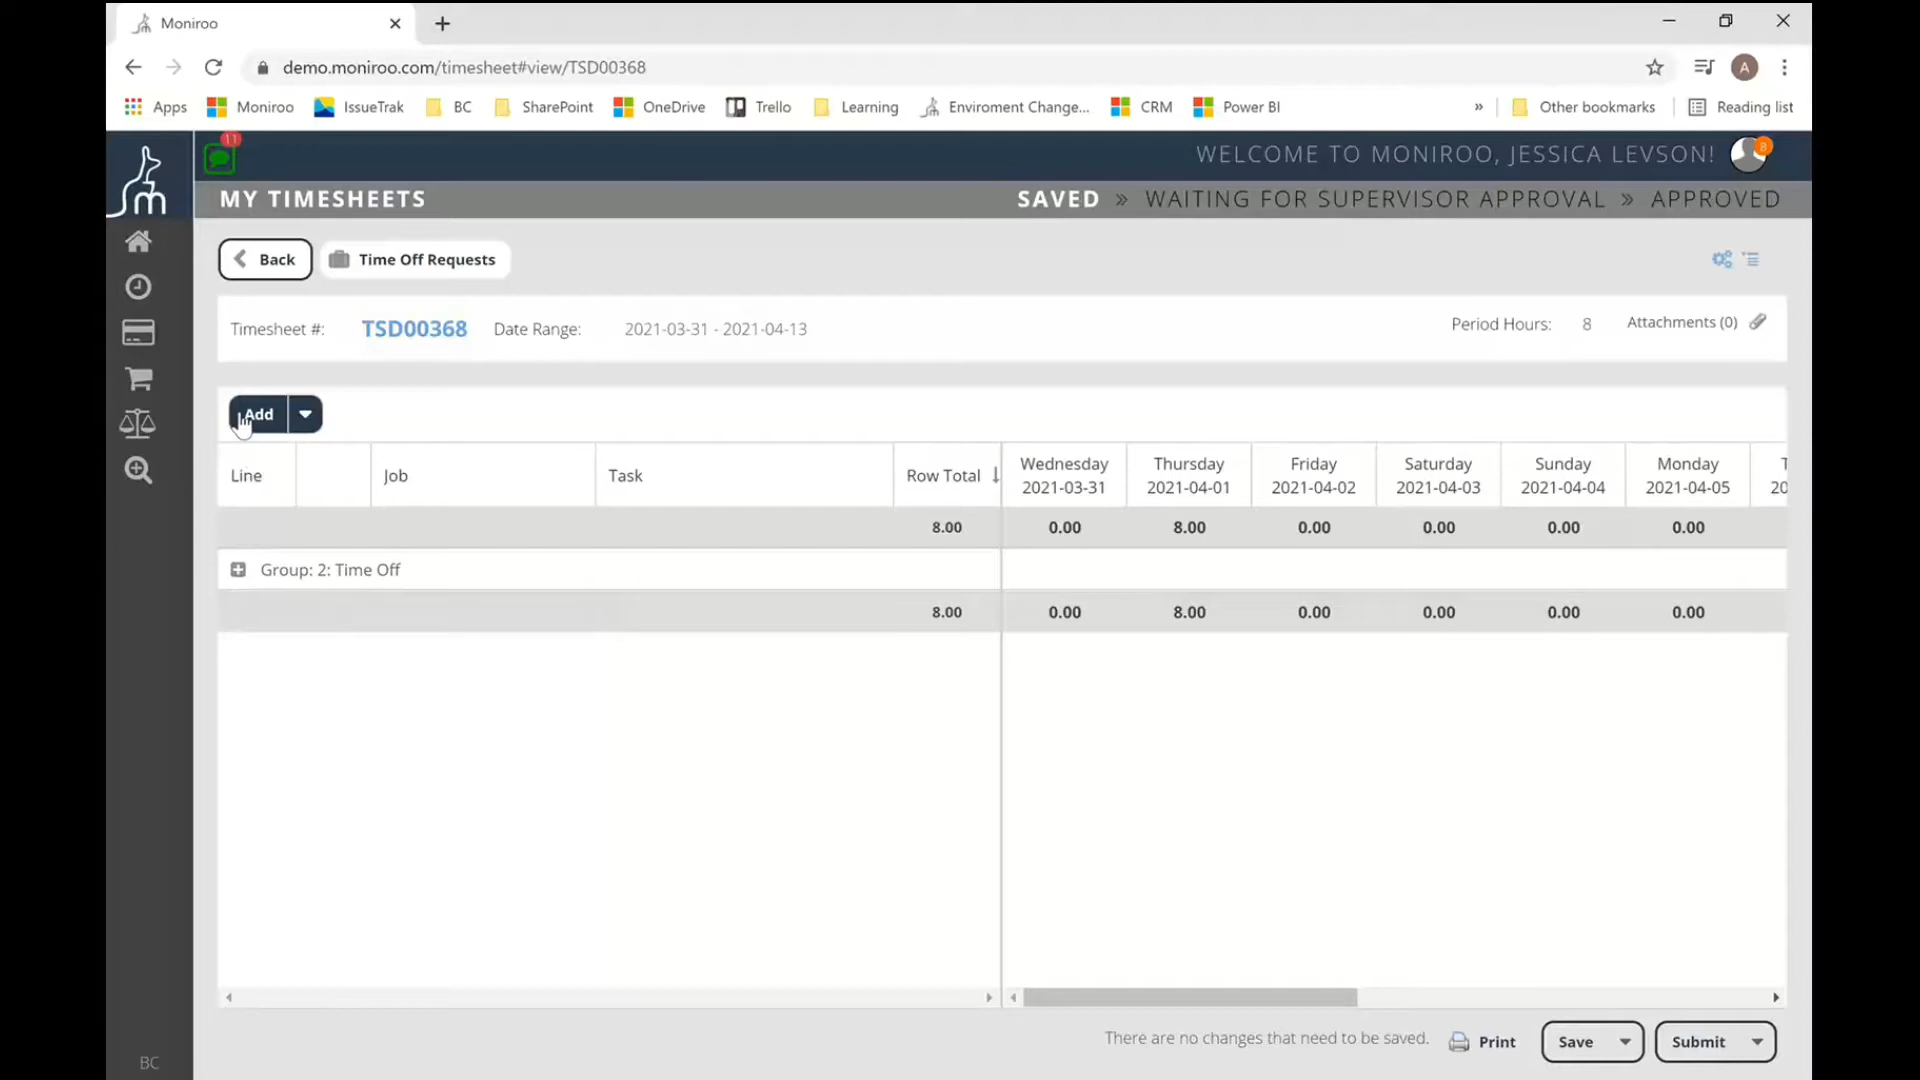 Moniroo
demo.moniroo.com/timesheet#view/TSD00368
A
Apps Moniroo IssueTrak BC SharePoint OneDrive Trello Learning Enviroment Change... CRM Power BI » Other bookmarks Reading list
11
WELCOME TO MONIROO, JESSICA LEVSON!
8
m
MY TIMESHEETS
SAVED » WAITING FOR SUPERVISOR APPROVAL » APPROVED
Back
Time Off Requests
Timesheet #: TSD00368 Date Range: 2021-03-31 - 2021-04-13
Period Hours: 8 Attachments (0)
Add
Line Job Task Row Total
Wednesday 2021-03-31
Thursday 2021-04-01
Friday 2021-04-02
Saturday 2021-04-03
Sunday 2021-04-04
Monday 2021-04-05
T 20
8.00 0.00 8.00 0.00 0.00 0.00 0.00
Group: 2: Time Off
8.00 0.00 8.00 0.00 0.00 0.00 0.00
There are no changes that need to be saved.
Print
Save
Submit
BC